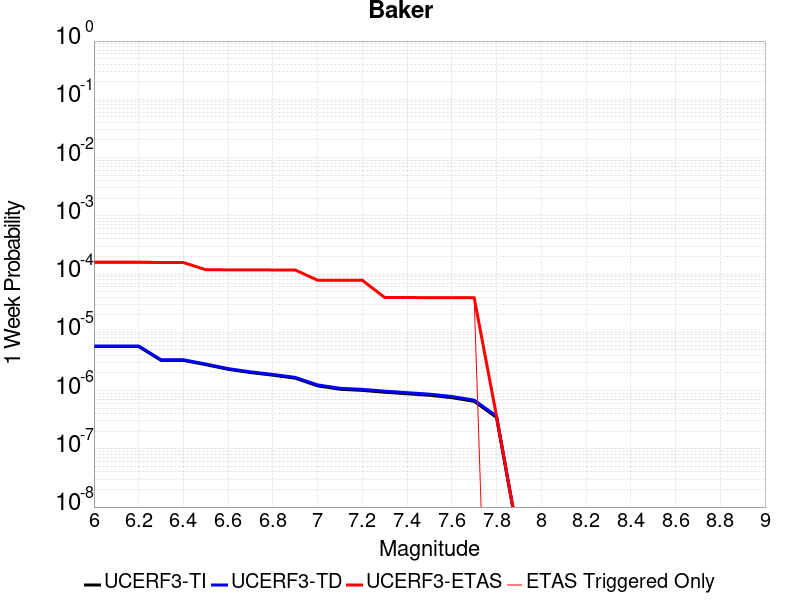 Baker
10^0
10^-1
10^-2
10^-3
10^-4
10^-5
10^-6
10^-7
10^-8
1 Week Probability
6 6.2 6.4 6.6 6.8 7 7.2 7.4 7.6 7.8 8 8.2 8.4 8.6 8.8 9
Magnitude
UCERF3-TI UCERF3-TD UCERF3-ETAS ETAS Triggered Only